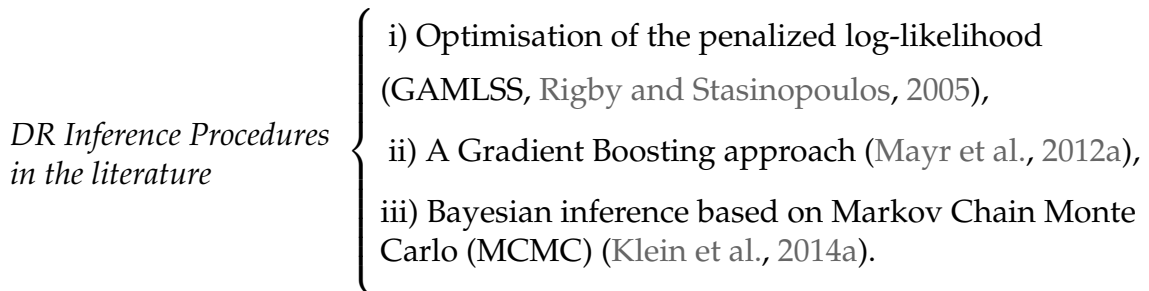 DR Inference Procedures
in the literature
i) Optimisation of the penalized log-likelihood
(GAMLSS, Rigby and Stasinopoulos, 2005),
ii) A Gradient Boosting approach (Mayr et al., 2012a),
iii) Bayesian inference based on Markov Chain Monte
Carlo (MCMC) (Klein et al., 2014a).